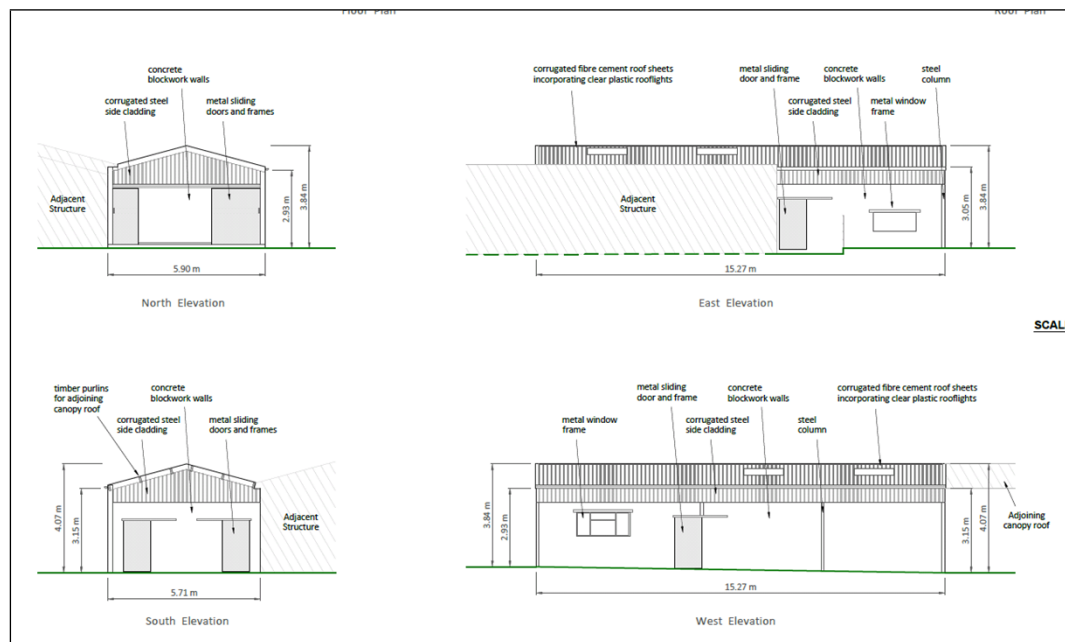 Floor Plan
Roof Plan
concrete
blockwork walls
corrugated steel
side cladding
metal sliding
doors and frames
Adjacent
Structure
2.93 m
3.84 m
5.90 m
North Elevation
corrugated fibre cement roof sheets
incorporating clear plastic rooflights
metal sliding
door and frame
concrete
blockwork walls
steel
column
corrugated steel
side cladding
metal window
frame
Adjacent
Structure
3.05 m
3.84 m
15.27 m
East Elevation
SCAL
timber purlins
for adjoining
canopy roof
concrete
blockwork walls
corrugated steel
side cladding
metal sliding
doors and frames
4.07 m
3.15 m
Adjacent
Structure
5.71 m
South Elevation
metal sliding
door and frame
concrete
blockwork walls
corrugated fibre cement roof sheets
incorporating clear plastic rooflights
metal window
frame
corrugated steel
side cladding
steel
column
3.84 m
2.93 m
3.15 m
4.07 m
Adjoining
canopy roof
15.27 m
West Elevation